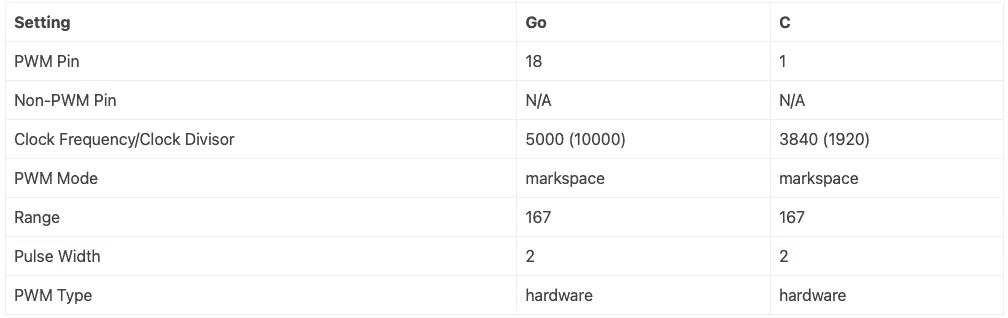 Setting Go C
PWM Pin 18 1
Non-PWM Pin N/A N/A
Clock Frequency/Clock Divisor 5000 (10000) 3840 (1920)
PWM Mode markspace markspace
Range 167 167
Pulse Width 2 2
PWM Type hardware hardware